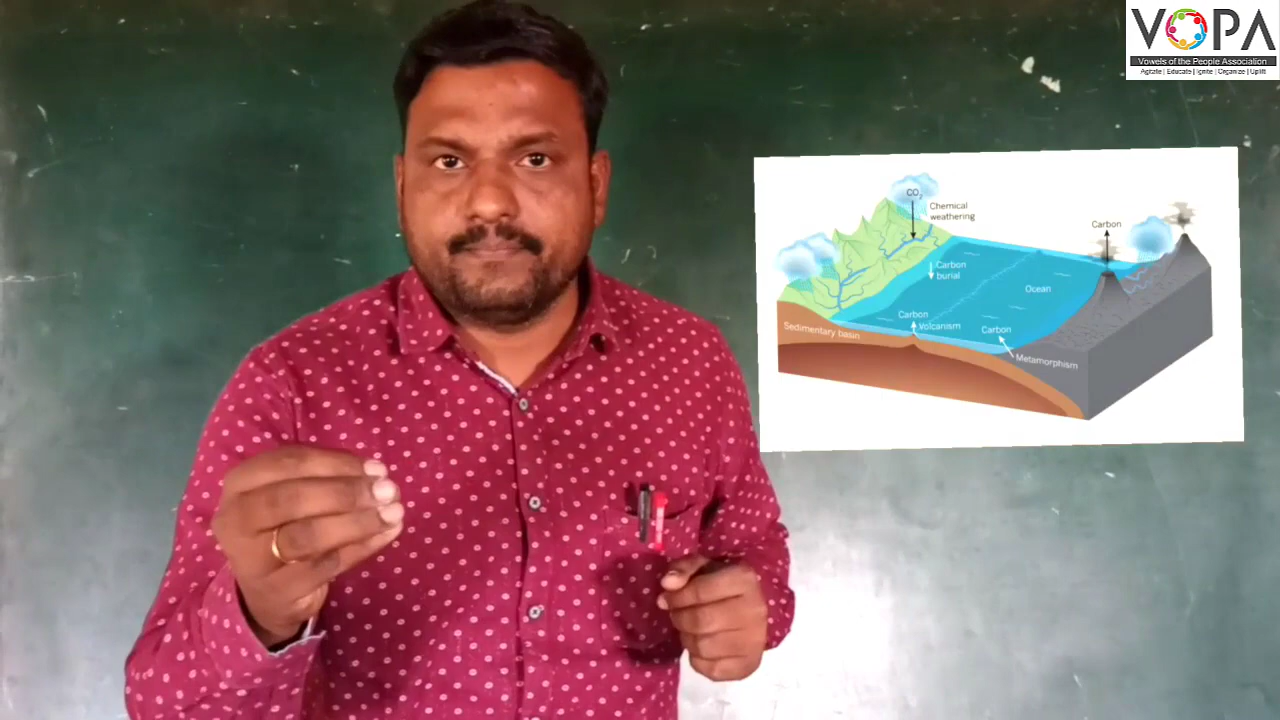 VOPA
Vowels of the People Association
Agitate | Educate | Ignite | Organize | Uplift
CO2
Chemical
weathering
Carbon
Carbon
burial
Ocean
Carbon
Volcanism
Carbon
Sedimentary basin
Metamorphism